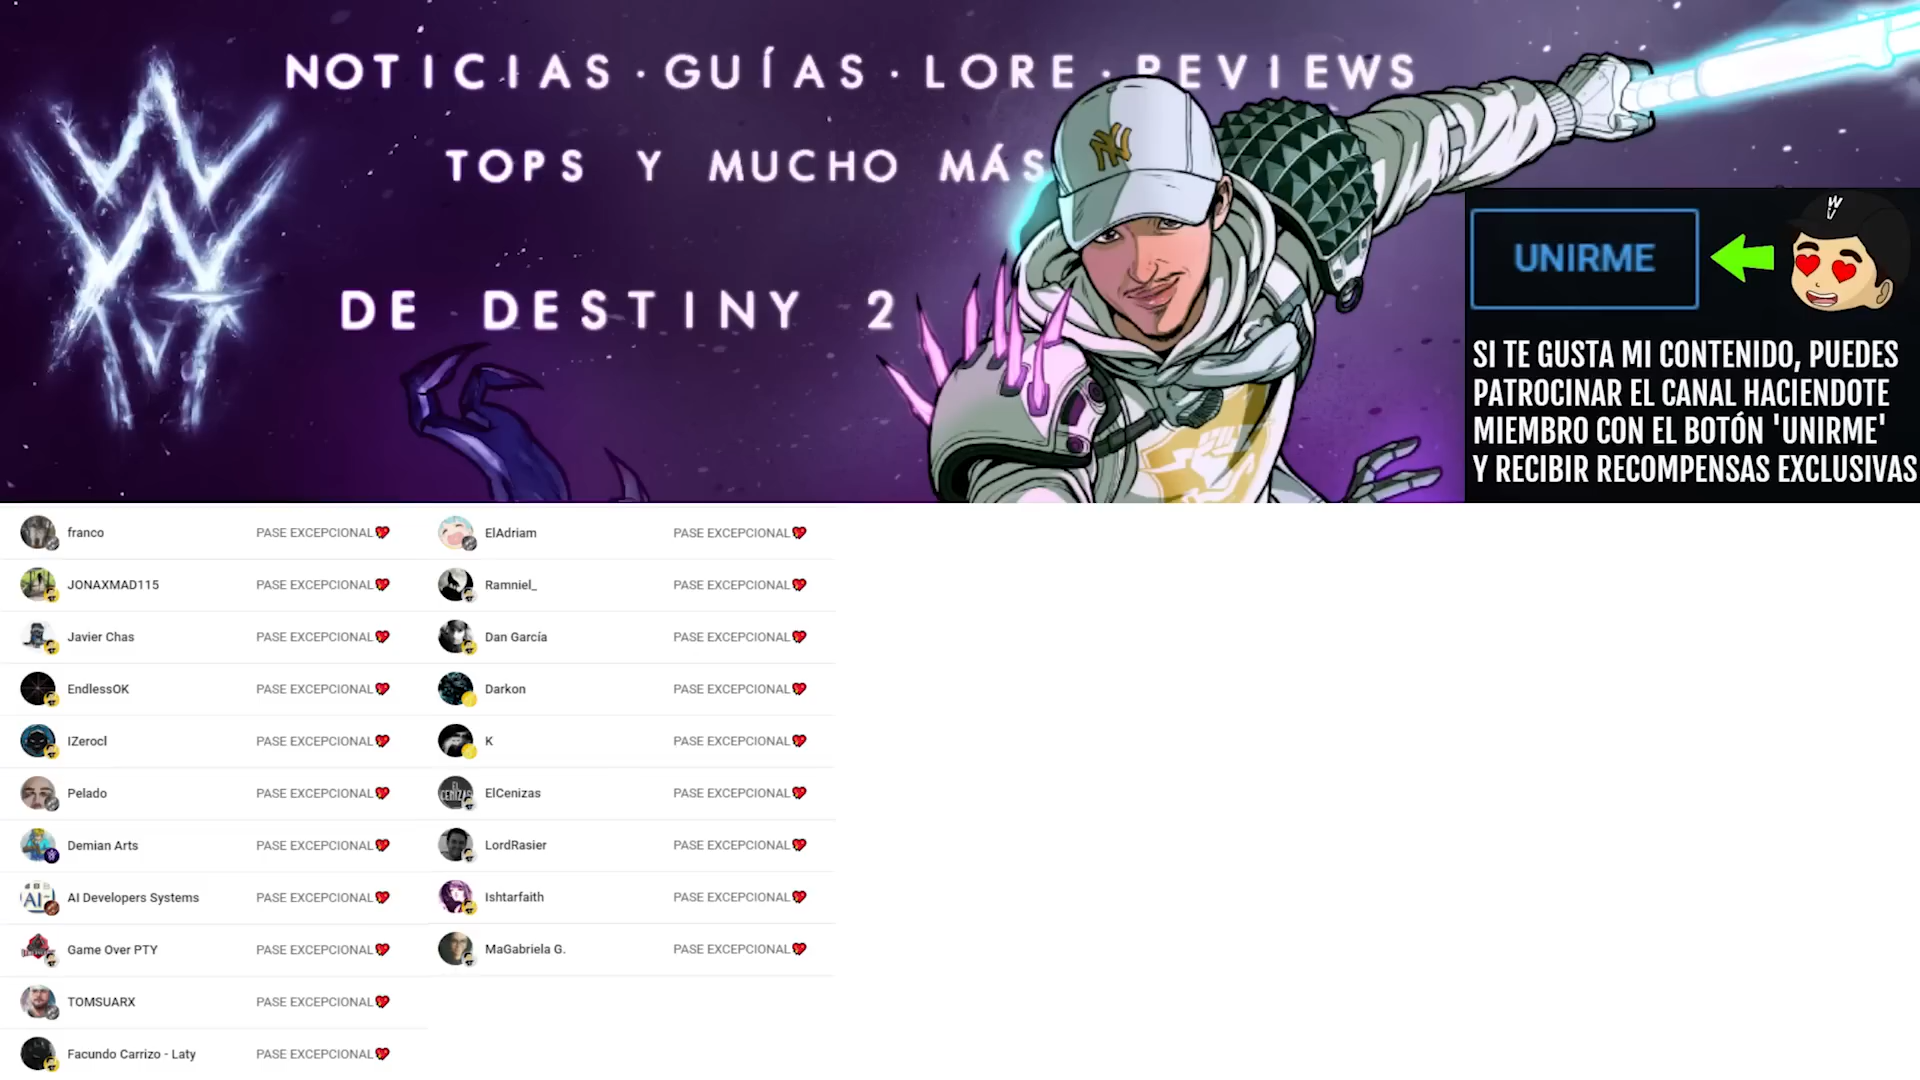 NOTICIAS · GUÍAS · LORE · REVIEWS
TOPS Y MUCHO MÁS
DE DESTINY 2
NY
W
U
UNIRME
SI TE GUSTA MI CONTENIDO, PUEDES
PATROCINAR EL CANAL HACIENDOTE
MIEMBRO CON EL BOTÓN 'UNIRME'
Y RECIBIR RECOMPENSAS EXCLUSIVAS
franco PASE EXCEPCIONAL
JONAXMAD115 PASE EXCEPCIONAL
Javier Chas PASE EXCEPCIONAL
EndlessOK PASE EXCEPCIONAL
IZerocl PASE EXCEPCIONAL
Pelado PASE EXCEPCIONAL
Demian Arts PASE EXCEPCIONAL
AI
AI Developers Systems PASE EXCEPCIONAL
Game Over PTY PASE EXCEPCIONAL
TOMSUARX PASE EXCEPCIONAL
Facundo Carrizo - Laty PASE EXCEPCIONAL
ElAdriam PASE EXCEPCIONAL
Ramniel_ PASE EXCEPCIONAL
Dan García PASE EXCEPCIONAL
Darkon PASE EXCEPCIONAL
K PASE EXCEPCIONAL
EL
CENIZAS
ElCenizas PASE EXCEPCIONAL
LordRasier PASE EXCEPCIONAL
Ishtarfaith PASE EXCEPCIONAL
MaGabriela G. PASE EXCEPCIONAL